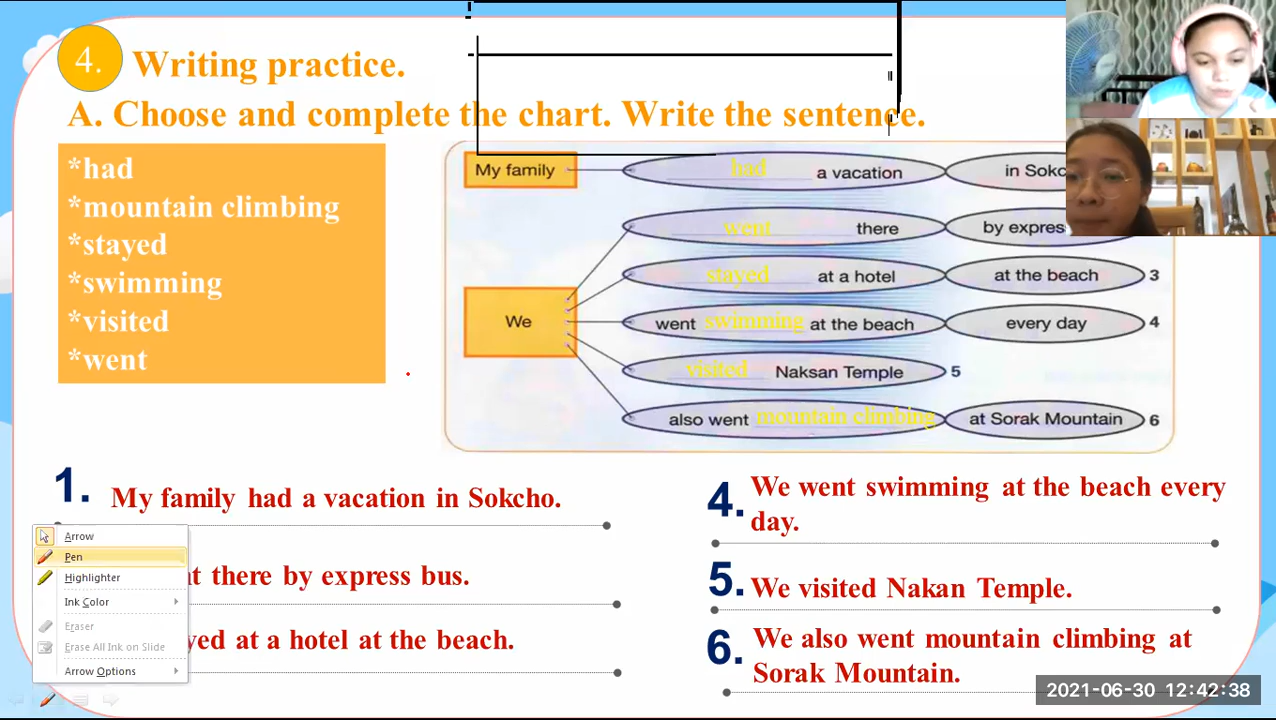 4. Writing practice.
A. Choose and complete the chart. Write the sentence.
*had
*mountain climbing
*stayed
*swimming
*visited
*went
My family had a vacation in
went there by
We stayed at a hotel at the beach 3
went swimming at the beach every day 4
visited Naksan Temple 5
also went mountain climbing at Sorak Mountain 6
1. My family had a vacation in Sokcho.
there by express bus.
at a hotel at the beach.
4. We went swimming at the beach every
day.
5. We visited Nakan Temple.
6. We also went mountain climbing at
Sorak Mountain.
Arrow
Pen
Highlighter
Ink Color
Eraser
Erase All Ink on Slide
Arrow Options
2021-06-30 12:42:38